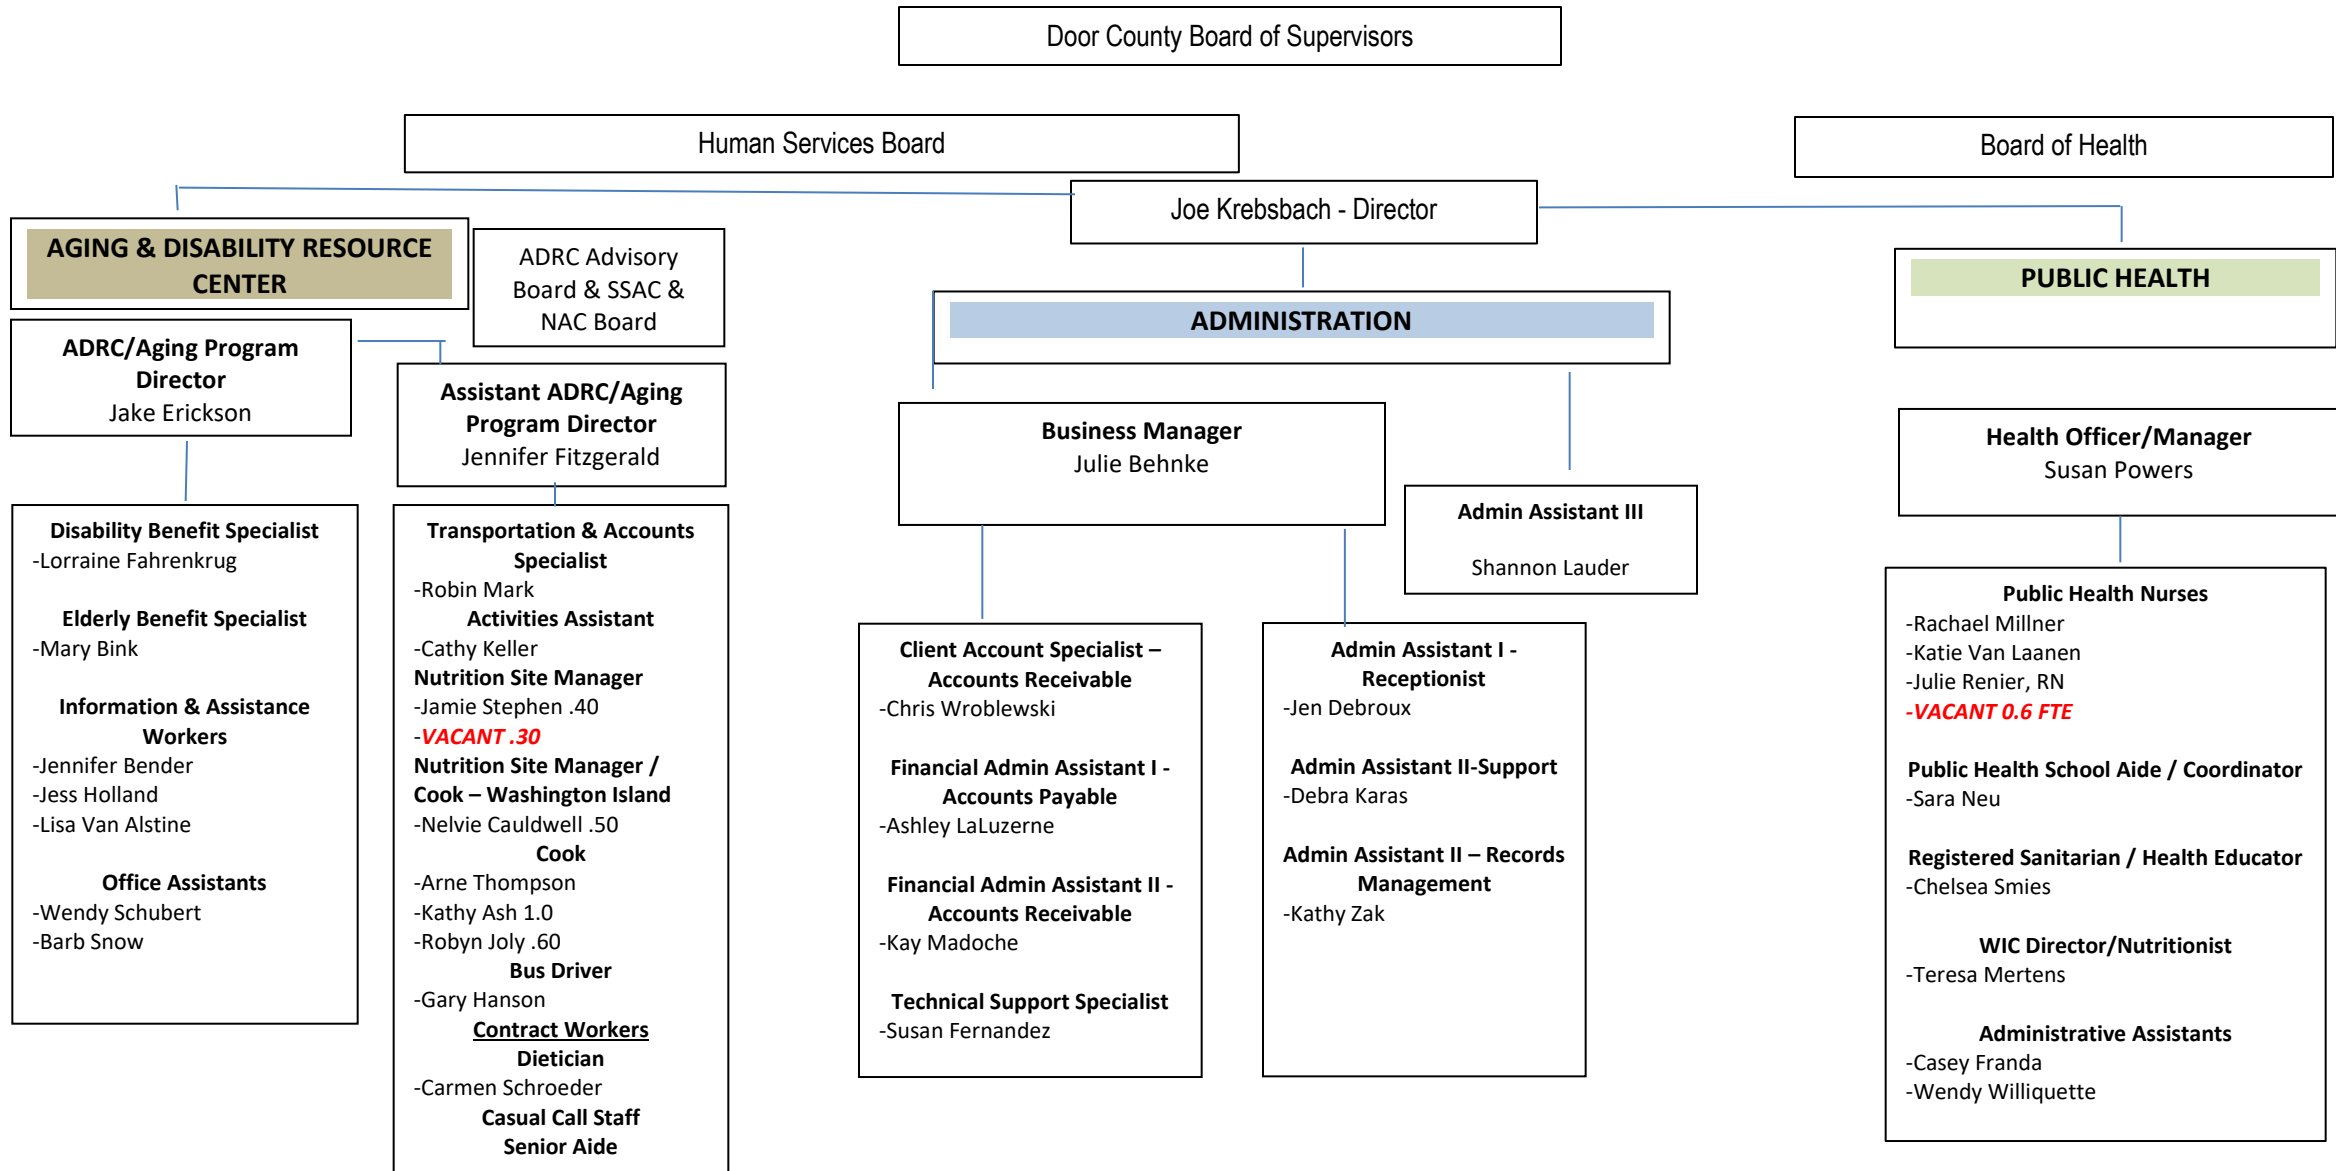 Door County Board of Supervisors
Human Services Board
Board of Health
Joe Krebsbach - Director
AGING & DISABILITY RESOURCE
CENTER
ADRC Advisory
Board & SSAC &
NAC Board
ADMINISTRATION
PUBLIC HEALTH
ADRC/Aging Program
Director
Jake Erickson
Assistant ADRC/Aging
Program Director
Jennifer Fitzgerald
Business Manager
Julie Behnke
Admin Assistant III
Shannon Lauder
Health Officer/Manager
Susan Powers
Disability Benefit Specialist
-Lorraine Fahrenkrug
Elderly Benefit Specialist
-Mary Bink
Information & Assistance
Workers
-Jennifer Bender
-Jess Holland
-Lisa Van Alstine
Office Assistants
-Wendy Schubert
-Barb Snow
Transportation & Accounts
Specialist
-Robin Mark
Activities Assistant
-Cathy Keller
Nutrition Site Manager
-Jamie Stephen .40
-VACANT .30
Nutrition Site Manager /
Cook – Washington Island
-Nelvie Cauldwell .50
Cook
-Arne Thompson
-Kathy Ash 1.0
-Robyn Joly .60
Bus Driver
-Gary Hanson
Contract Workers
Dietician
-Carmen Schroeder
Casual Call Staff
Senior Aide
Client Account Specialist –
Accounts Receivable
-Chris Wroblewski
Financial Admin Assistant I -
Accounts Payable
-Ashley LaLuzerne
Financial Admin Assistant II -
Accounts Receivable
-Kay Madoche
Technical Support Specialist
-Susan Fernandez
Admin Assistant I -
Receptionist
-Jen Debroux
Admin Assistant II-Support
-Debra Karas
Admin Assistant II – Records
Management
-Kathy Zak
Public Health Nurses
-Rachael Millner
-Katie Van Laanen
-Julie Renier, RN
-VACANT 0.6 FTE
Public Health School Aide / Coordinator
-Sara Neu
Registered Sanitarian / Health Educator
-Chelsea Smies
WIC Director/Nutritionist
-Teresa Mertens
Administrative Assistants
-Casey Franda
-Wendy Williquette